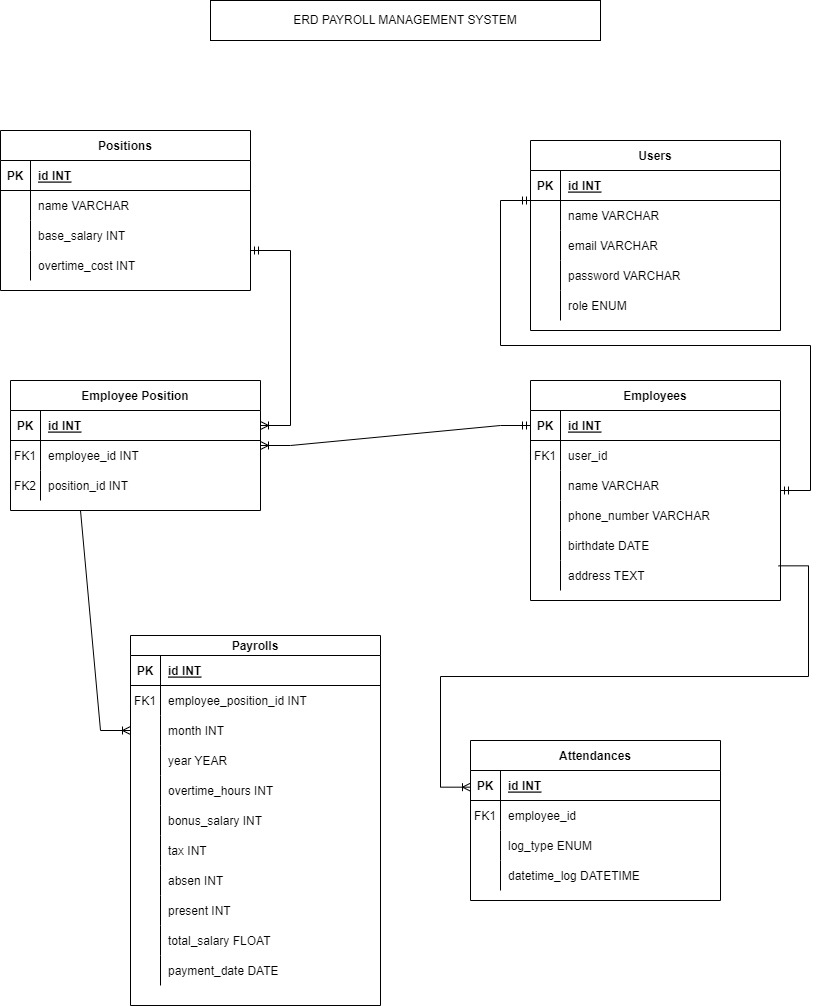 ERD PAYROLL MANAGEMENT SYSTEM
Positions
PK id INT
name VARCHAR
base_salary INT
overtime_cost INT
Users
PK id INT
name VARCHAR
email VARCHAR
password VARCHAR
role ENUM
Employee Position
PK id INT
FK1 employee_id INT
FK2 position_id INT
Employees
PK id INT
FK1 user_id
name VARCHAR
phone_number VARCHAR
birthdate DATE
address TEXT
Payrolls
PK id INT
FK1 employee_position_id INT
month INT
year YEAR
overtime_hours INT
bonus_salary INT
tax INT
absen INT
present INT
total_salary FLOAT
payment_date DATE
Attendances
PK id INT
FK1 employee_id
log_type ENUM
datetime_log DATETIME